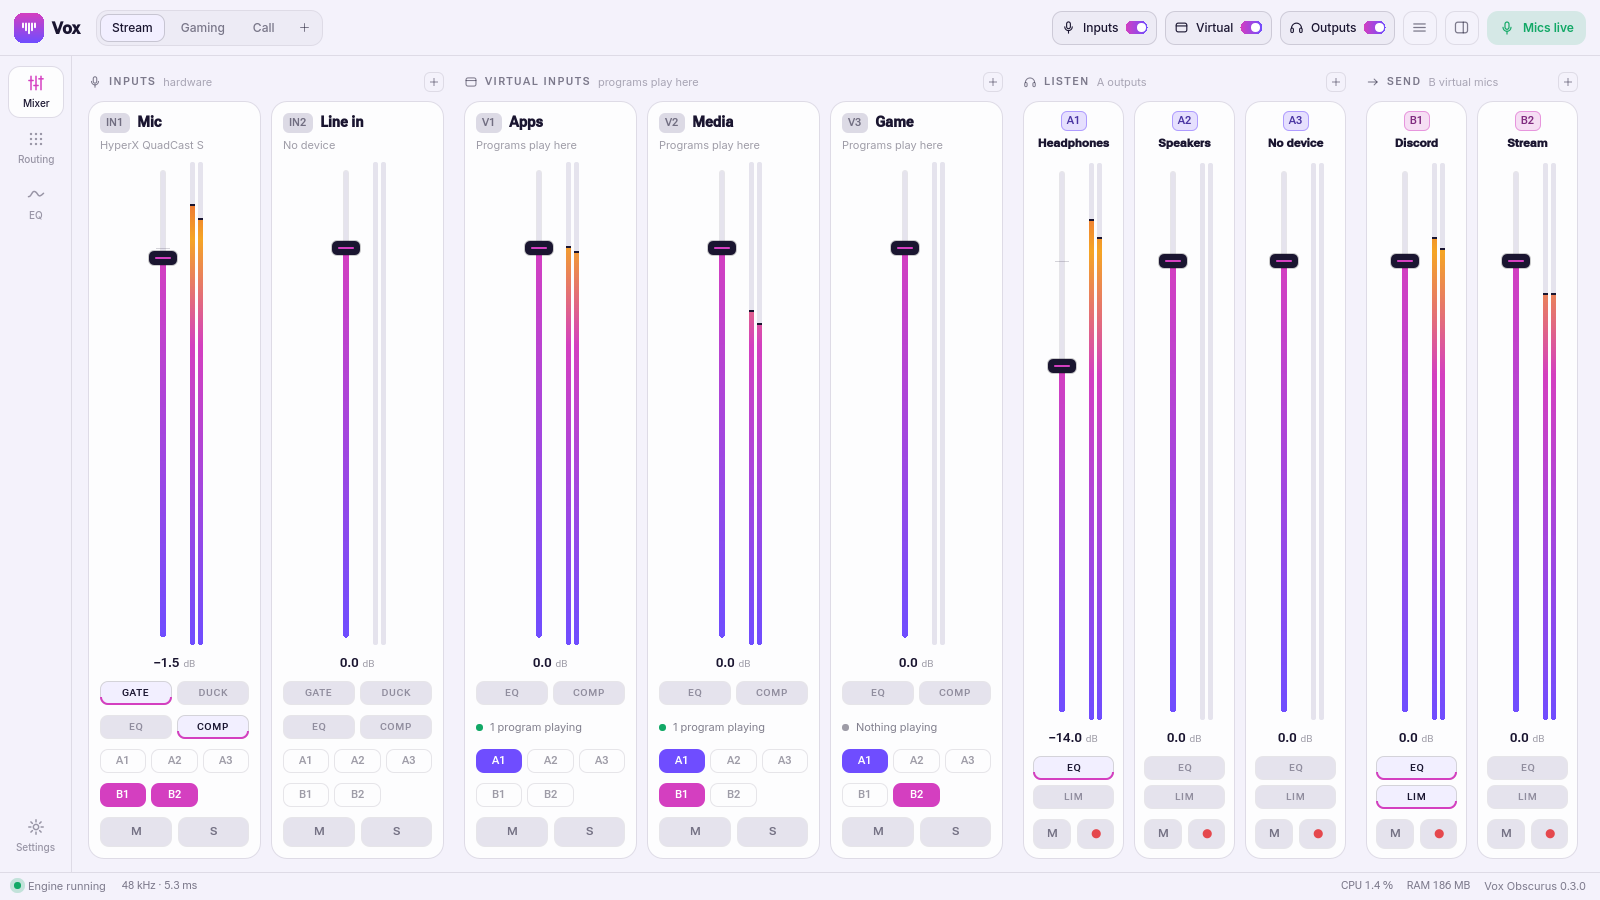 Vox
Stream Gaming Call +
Inputs Virtual Outputs Mics live
Mixer
Routing
EQ
Settings
INPUTS hardware +
VIRTUAL INPUTS programs play here +
LISTEN A outputs +
SEND B virtual mics +
IN1 Mic
HyperX QuadCast S
−1.5 dB
GATE DUCK
EQ COMP
A1 A2 A3
B1 B2
M S
IN2 Line in
No device
0.0 dB
GATE DUCK
EQ COMP
A1 A2 A3
B1 B2
M S
V1 Apps
Programs play here
0.0 dB
EQ COMP
1 program playing
A1 A2 A3
B1 B2
M S
V2 Media
Programs play here
0.0 dB
EQ COMP
1 program playing
A1 A2 A3
B1 B2
M S
V3 Game
Programs play here
0.0 dB
EQ COMP
Nothing playing
A1 A2 A3
B1 B2
M S
A1
Headphones
−14.0 dB
EQ
LIM
M
A2
Speakers
0.0 dB
EQ
LIM
M
A3
No device
0.0 dB
EQ
LIM
M
B1
Discord
0.0 dB
EQ
LIM
M
B2
Stream
0.0 dB
EQ
LIM
M
Engine running 48 kHz · 5.3 ms
CPU 1.4 % RAM 186 MB Vox Obscurus 0.3.0